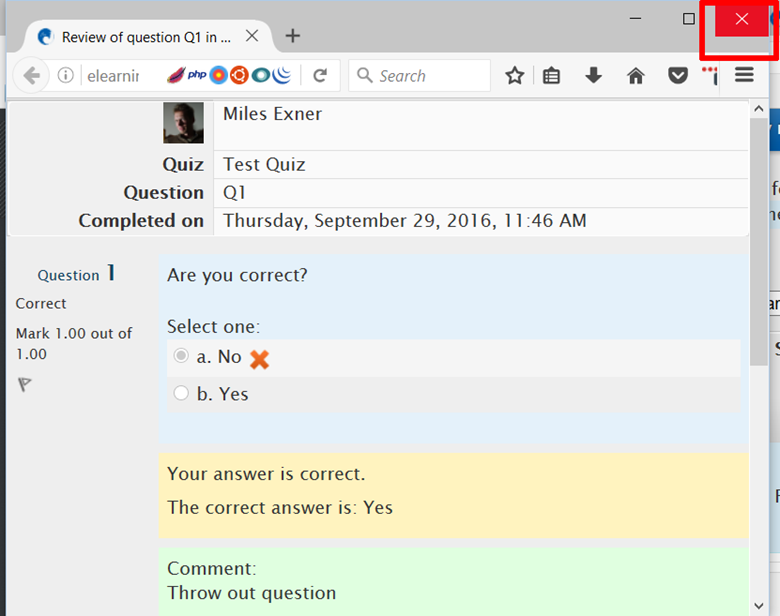 Review of question Q1 in ...
elearnir
php
Search
Miles Exner
Quiz Test Quiz
Question Q1
Completed on Thursday, September 29, 2016, 11:46 AM
Question 1
Correct
Mark 1.00 out of
1.00
Are you correct?
Select one:
a. No
b. Yes
Your answer is correct.
The correct answer is: Yes
Comment:
Throw out question